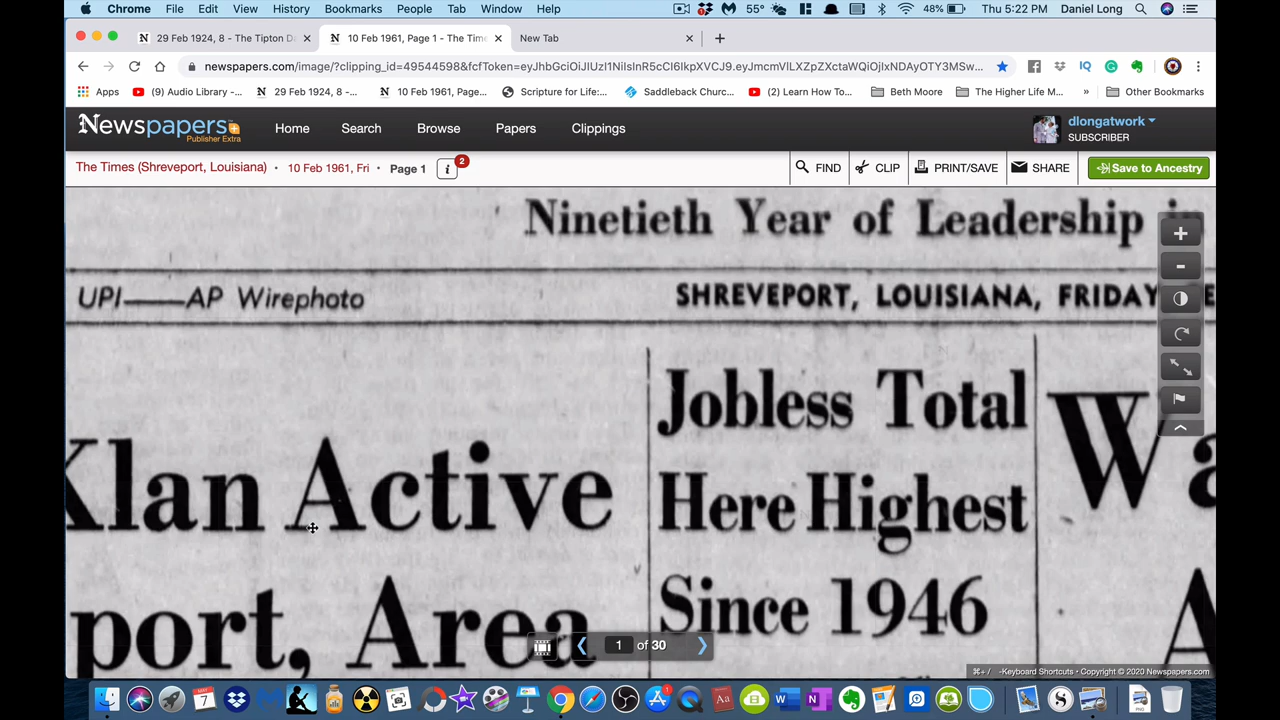 Chrome File Edit View History Bookmarks People Tab Window Help 55° 48% Thu 5:22 PM Daniel Long
29 Feb 1924, 8 - The Tipton Da 10 Feb 1961, Page 1 - The Time New Tab
newspapers.com/image/?clipping_id=49544598&fcfToken=eyJhbGciOiJIUzI1NiIsInR5cCI6IkpXVCJ9.eyJmcmVlLXZpZXctaWQiOjIxNDAyOTY3MSw...
Apps (9) Audio Library -... 29 Feb 1924, 8 -... 10 Feb 1961, Page... Scripture for Life:... Saddleback Churc... (2) Learn How To... Beth Moore The Higher Life M... » Other Bookmarks
Newspapers Home Search Browse Papers Clippings dlongatwork
Publisher Extra SUBSCRIBER
The Times (Shreveport, Louisiana) • 10 Feb 1961, Fri • Page 1 2 FIND CLIP PRINT/SAVE SHARE Save to Ancestry
Ninetieth Year of Leadership
UPI——AP Wirephoto SHREVEPORT, LOUISIANA, FRIDAY
Jobless Total
Klan Active
Here Highest
Since 1946
port, Area
1 of 30
⌘+/ -Keyboard Shortcuts • Copyright © 2020 Newspapers.com